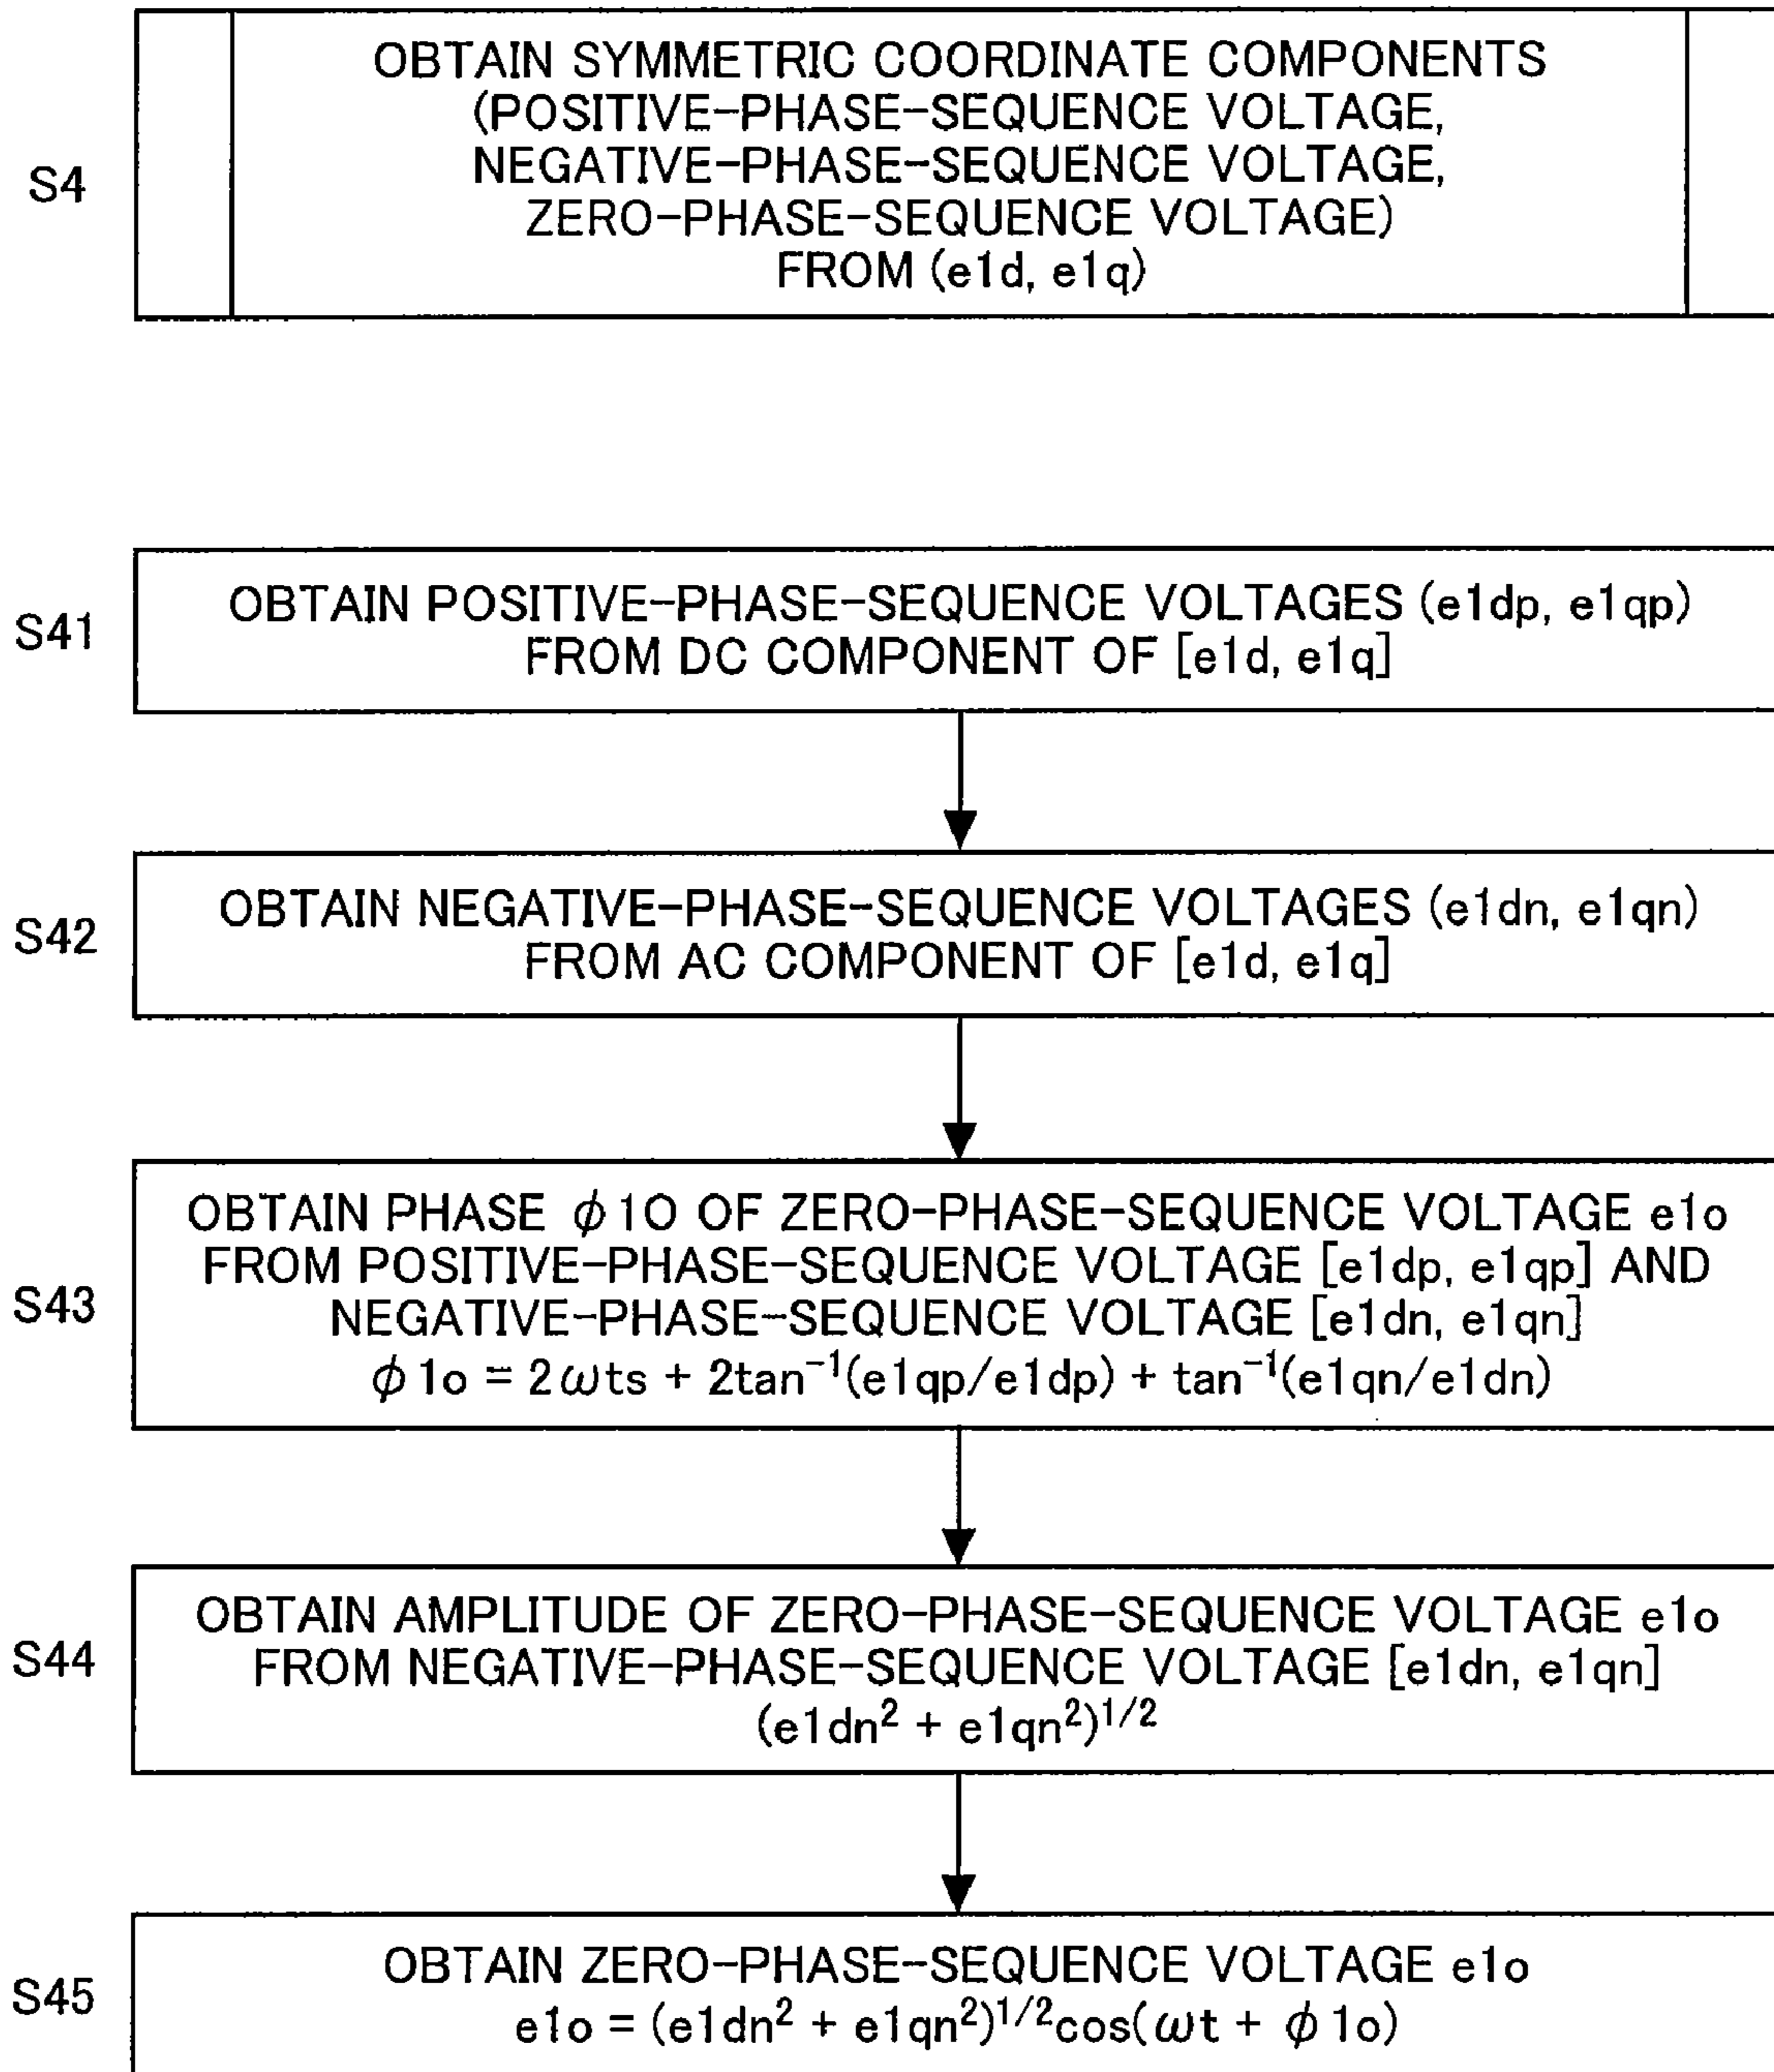 S4
OBTAIN SYMMETRIC COORDINATE COMPONENTS
(POSITIVE-PHASE-SEQUENCE VOLTAGE,
NEGATIVE-PHASE-SEQUENCE VOLTAGE,
ZERO-PHASE-SEQUENCE VOLTAGE)
FROM (e1d, e1q)
S41
OBTAIN POSITIVE-PHASE-SEQUENCE VOLTAGES (e1dp, e1qp)
FROM DC COMPONENT OF [e1d, e1q]
S42
OBTAIN NEGATIVE-PHASE-SEQUENCE VOLTAGES (e1dn, e1qn)
FROM AC COMPONENT OF [e1d, e1q]
S43
OBTAIN PHASE ϕ1O OF ZERO-PHASE-SEQUENCE VOLTAGE e1o
FROM POSITIVE-PHASE-SEQUENCE VOLTAGE [e1dp, e1qp] AND
NEGATIVE-PHASE-SEQUENCE VOLTAGE [e1dn, e1qn]
ϕ1o = 2ωts + 2tan⁻¹(e1qp/e1dp) + tan⁻¹(e1qn/e1dn)
S44
OBTAIN AMPLITUDE OF ZERO-PHASE-SEQUENCE VOLTAGE e1o
FROM NEGATIVE-PHASE-SEQUENCE VOLTAGE [e1dn, e1qn]
(e1dn² + e1qn²)^1/2
S45
OBTAIN ZERO-PHASE-SEQUENCE VOLTAGE e1o
e1o = (e1dn² + e1qn²)^1/2cos(ωt + ϕ1o)